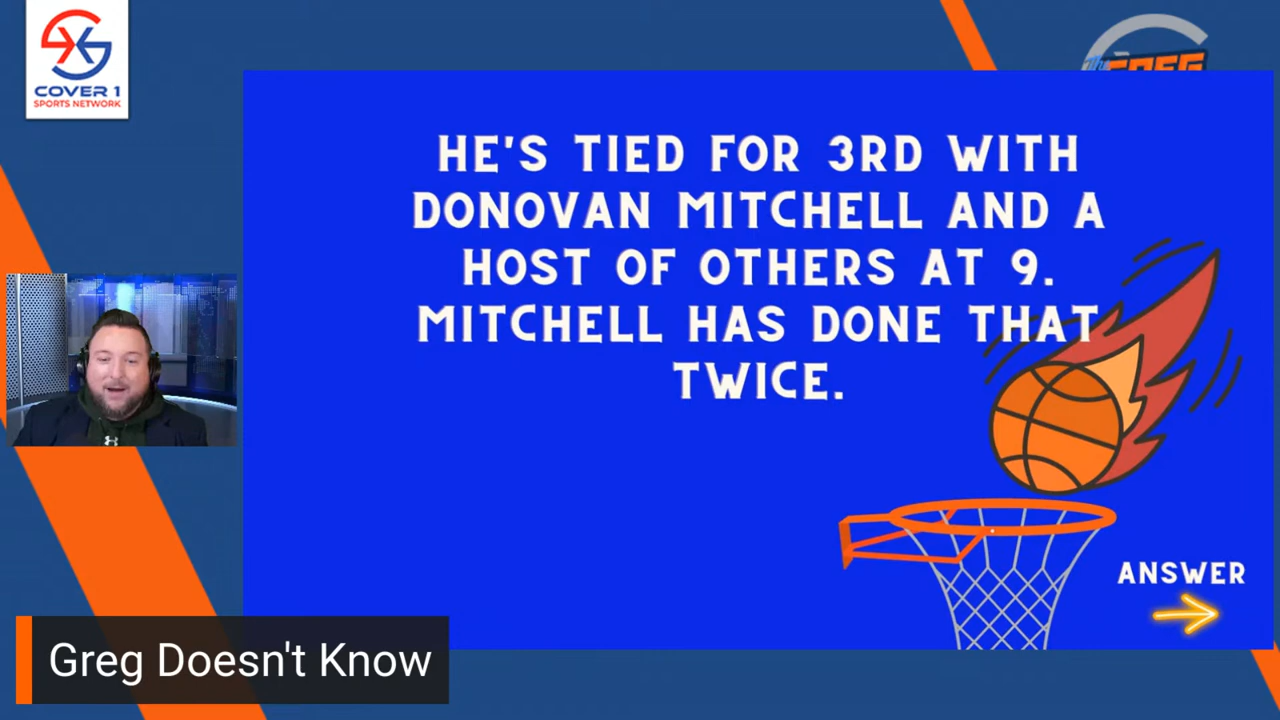 COVER 1
SPORTS NETWORK
HE'S TIED FOR 3RD WITH
DONOVAN MITCHELL AND A
HOST OF OTHERS AT 9.
MITCHELL HAS DONE THAT
TWICE.
ANSWER
Greg Doesn't Know